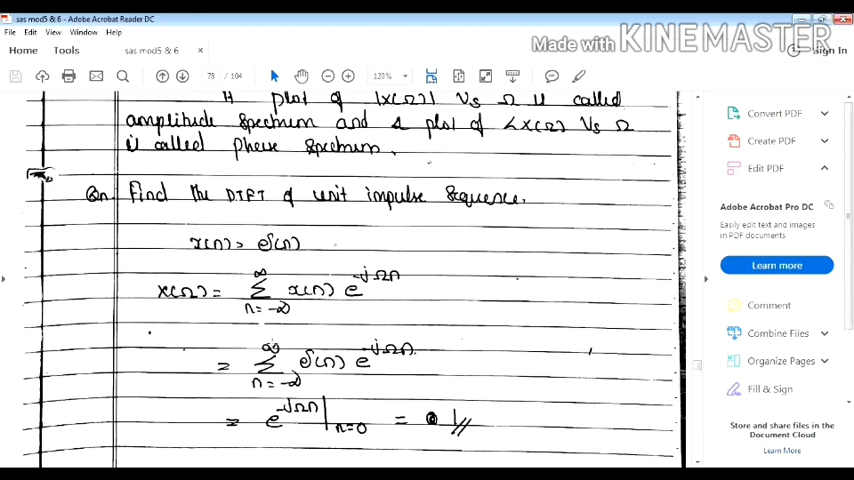 sas mod5 & 6 - Adobe Acrobat Reader DC
File Edit View Window Help
Home Tools sas mod5 & 6 ×
Made with KINEMASTER
Sign In
78 / 104 120%
A plot of |X(Ω)| Vs Ω is called
amplitude Spectrum and a plot of ∠X(Ω) Vs Ω
is called phase Spectrum.
Qn. Find the DTFT of unit impulse Sequence.
x(n) = δ(n)
X(Ω) = ∞ Σ n=-∞ x(n) e^-jΩn
= ∞ Σ n=-∞ δ(n) e^-jΩn
= e^-jΩn | n=0 = 1//
Convert PDF
Create PDF
Edit PDF
Adobe Acrobat Pro DC
Easily edit text and images
in PDF documents
Learn more
Comment
Combine Files
Organize Pages
Fill & Sign
Store and share files in the
Document Cloud
Learn More